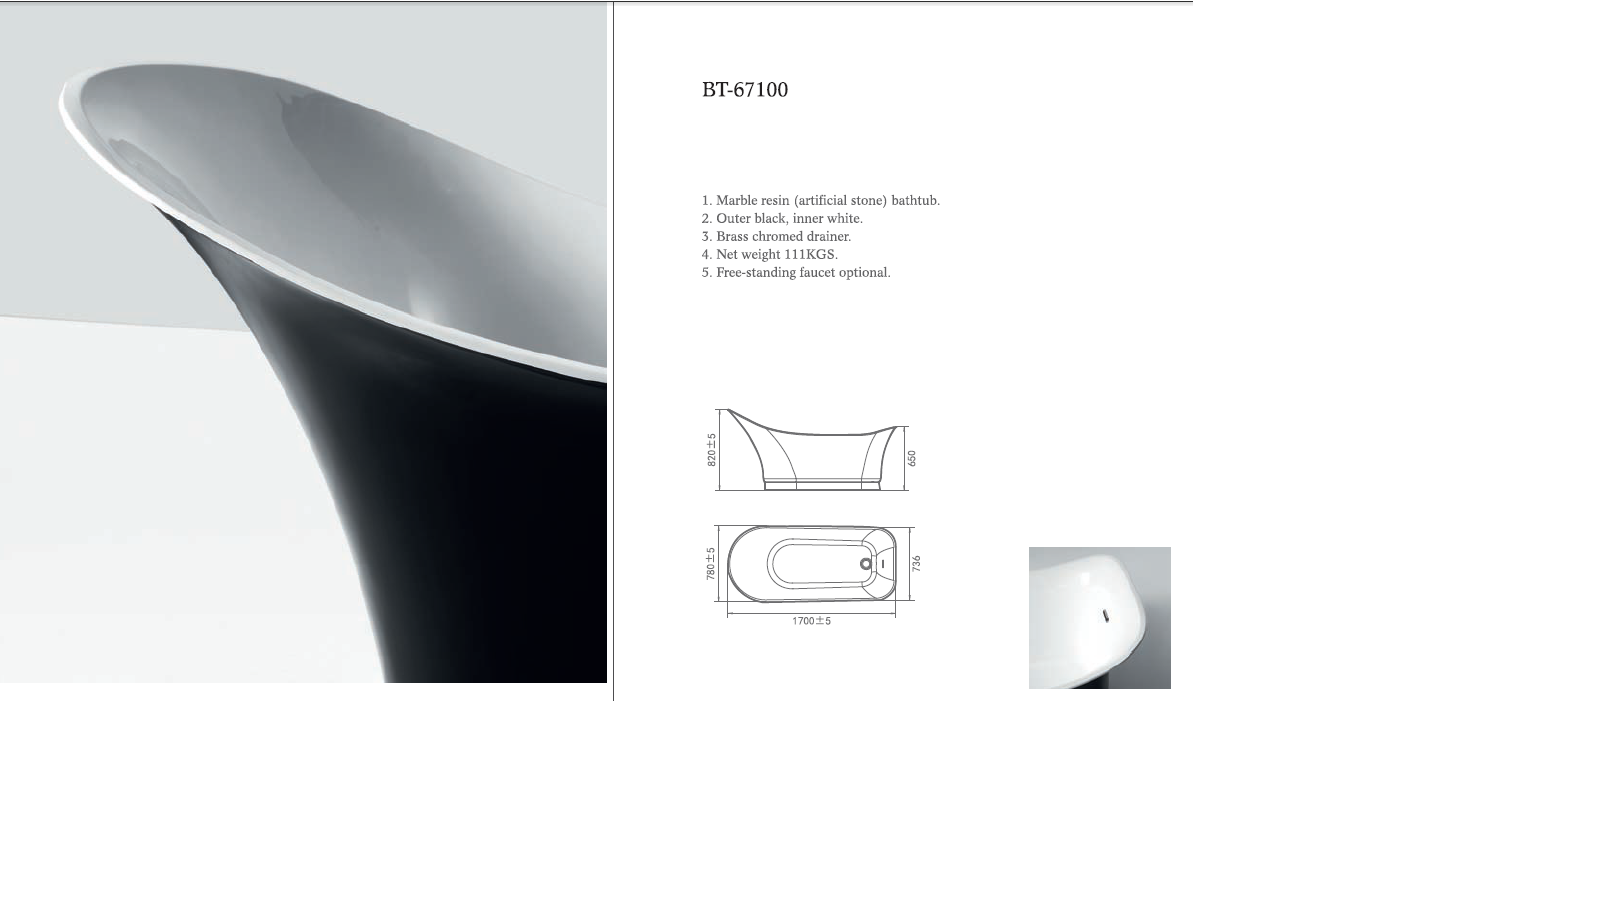 BT-67100
1. Marble resin (artificial stone) bathtub.
2. Outer black, inner white.
3. Brass chromed drainer.
4. Net weight 111KGS.
5. Free-standing faucet optional.
820±5
650
780±5
736
1700±5